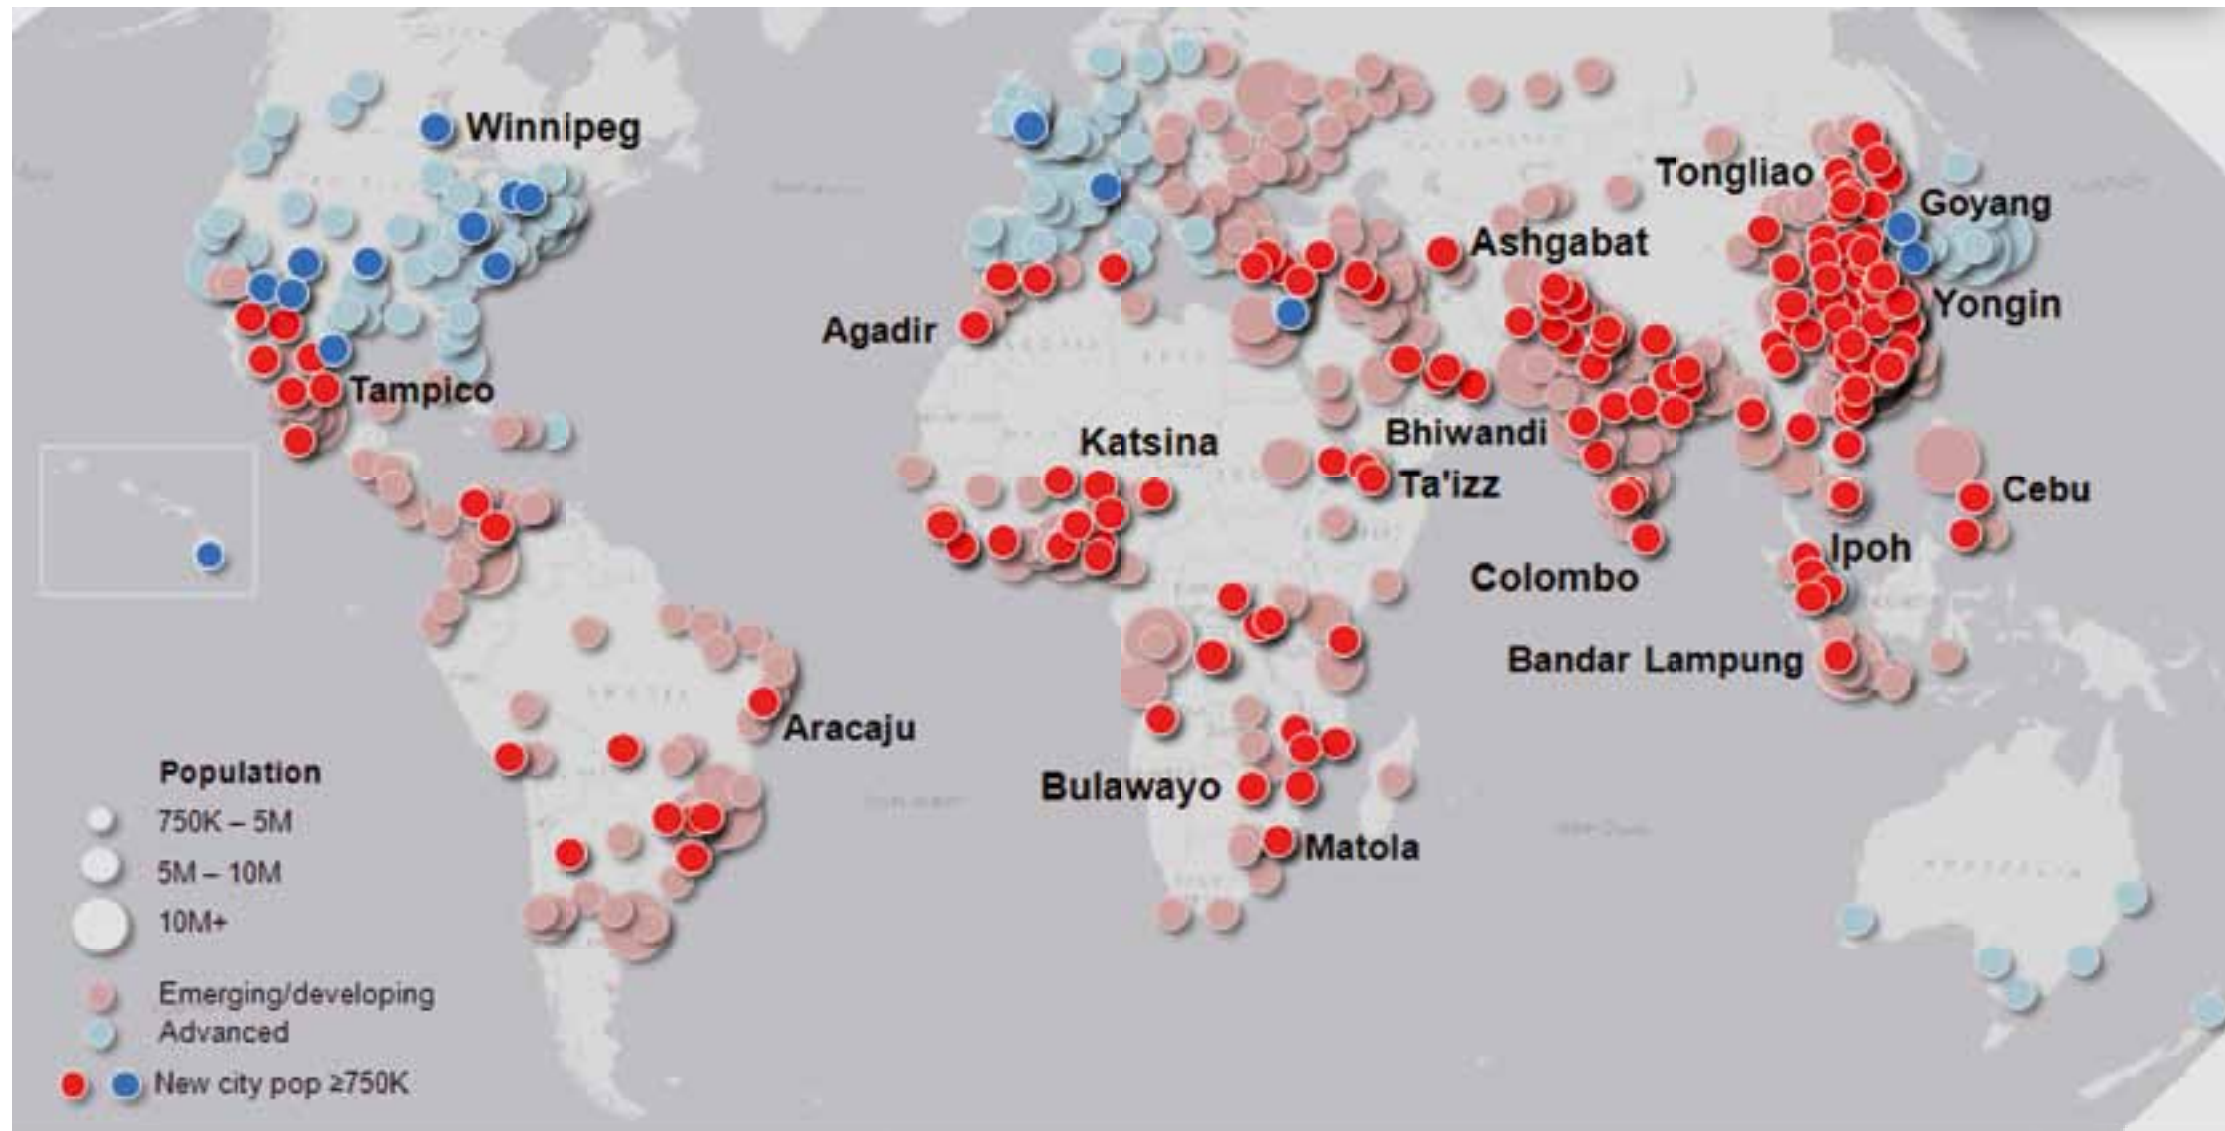 Winnipeg
Tongliao
Goyang
Ashgabat
Yongin
Agadir
Tampico
Bhiwandi
Katsina
Ta'izz
Cebu
Ipoh
Colombo
Bandar Lampung
Aracaju
Bulawayo
Matola
Population
750K – 5M
5M – 10M
10M+
Emerging/developing
Advanced
New city pop ≥750K